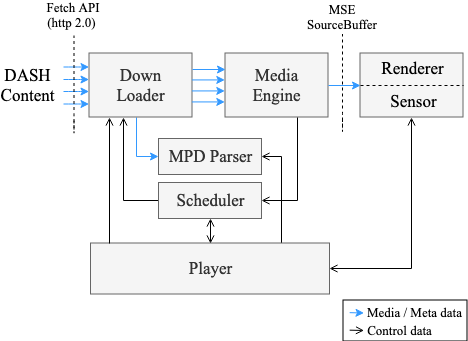 Fetch API
(http 2.0)
MSE
SourceBuffer
DASH
Content
Down
Loader
Media
Engine
Renderer
Sensor
MPD Parser
Scheduler
Player
Media / Meta data
Control data